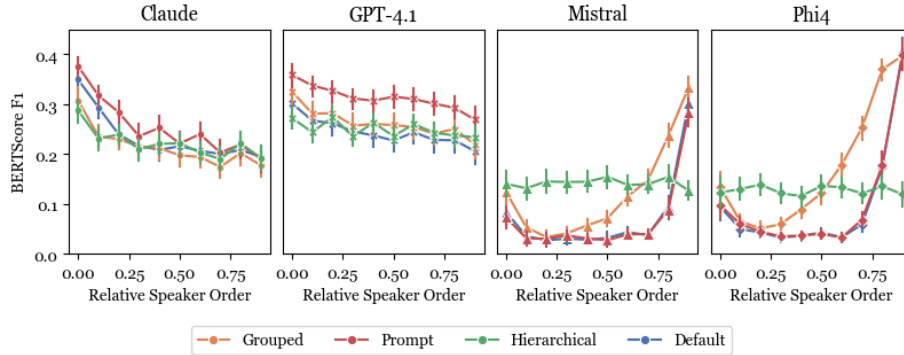 Claude GPT-4.1 Mistral Phi4
BERTScore F1
0.4
0.3
0.2
0.1
0.0
0.00 0.25 0.50 0.75 0.00 0.25 0.50 0.75 0.00 0.25 0.50 0.75 0.00 0.25 0.50 0.75
Relative Speaker Order Relative Speaker Order Relative Speaker Order Relative Speaker Order
Grouped Prompt Hierarchical Default